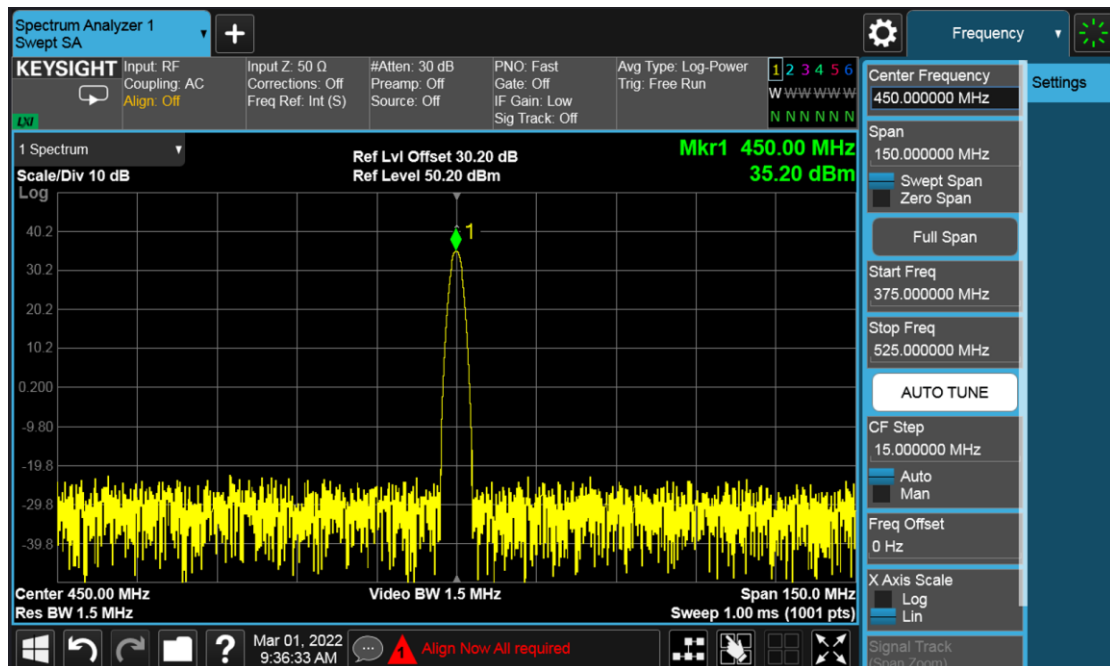 Spectrum Analyzer 1
Swept SA
Frequency
KEYSIGHT
Input: RF
Coupling: AC
Align: Off
Input Z: 50 Ω
Corrections: Off
Freq Ref: Int (S)
#Atten: 30 dB
Preamp: Off
Source: Off
PNO: Fast
Gate: Off
IF Gain: Low
Sig Track: Off
Avg Type: Log-Power
Trig: Free Run
1 2 3 4 5 6
W W W W W W
N N N N N N
LXI
1 Spectrum
Scale/Div 10 dB
Ref Lvl Offset 30.20 dB
Ref Level 50.20 dBm
Mkr1 450.00 MHz
35.20 dBm
Log
40.2
30.2
20.2
10.2
0.200
-9.80
-19.8
-29.8
-39.8
1
Center 450.00 MHz
Res BW 1.5 MHz
Video BW 1.5 MHz
Span 150.0 MHz
Sweep 1.00 ms (1001 pts)
Center Frequency
450.000000 MHz
Span
150.000000 MHz
Swept Span
Zero Span
Full Span
Start Freq
375.000000 MHz
Stop Freq
525.000000 MHz
AUTO TUNE
CF Step
15.000000 MHz
Auto
Man
Freq Offset
0 Hz
X Axis Scale
Log
Lin
Signal Track
(Span Zoom)
Settings
?
Mar 01, 2022
9:36:33 AM
1
Align Now All required